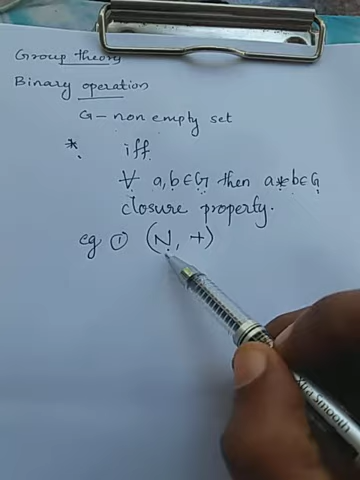 Group theory
Binary operation
G - non empty set
*. iff
∀ a, b ∈ G then a * b ∈ G
closure property.
eg ① (N, +)